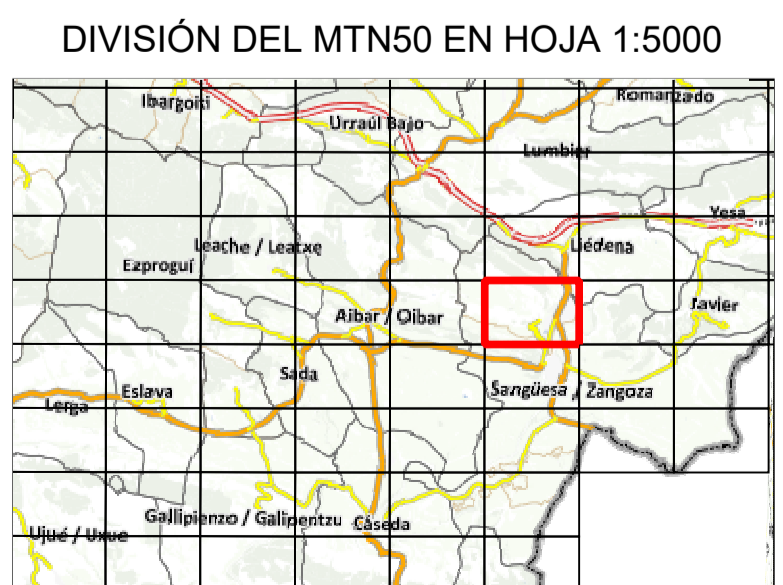 DIVISIÓN DEL MTN50 EN HOJA 1:5000
Ibargoiti
Romanzado
Urraúl Bajo
Lumbier
Yesa
Leache / Leatxe
Liédena
Ezproguí
Javier
Aibar / Oibar
Sada
Eslava
Sangüesa / Zangoza
Lerga
Gallipienzo / Galipentzu
Cáseda
Ujué / Uxue